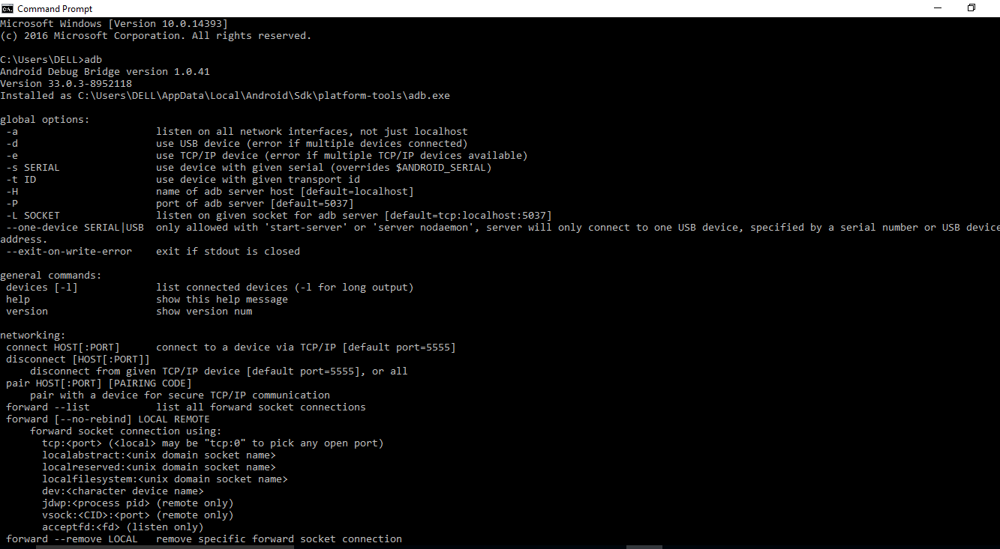 Command Prompt
Microsoft Windows [Version 10.0.14393]
(c) 2016 Microsoft Corporation. All rights reserved.
C:\Users\DELL>adb
Android Debug Bridge version 1.0.41
Version 33.0.3-8952118
Installed as C:\Users\DELL\AppData\Local\Android\Sdk\platform-tools\adb.exe
global options:
 -a                       listen on all network interfaces, not just localhost
 -d                       use USB device (error if multiple devices connected)
 -e                       use TCP/IP device (error if multiple TCP/IP devices available)
 -s SERIAL                use device with given serial (overrides $ANDROID_SERIAL)
 -t ID                    use device with given transport id
 -H                       name of adb server host [default=localhost]
 -P                       port of adb server [default=5037]
 -L SOCKET                listen on given socket for adb server [default=tcp:localhost:5037]
 --one-device SERIAL|USB  only allowed with 'start-server' or 'server nodaemon', server will only connect to one USB device, specified by a serial number or USB device
address.
 --exit-on-write-error    exit if stdout is closed
general commands:
 devices [-l]             list connected devices (-l for long output)
 help                     show this help message
 version                  show version num
networking:
 connect HOST[:PORT]      connect to a device via TCP/IP [default port=5555]
 disconnect [HOST[:PORT]]
     disconnect from given TCP/IP device [default port=5555], or all
 pair HOST[:PORT] [PAIRING CODE]
     pair with a device for secure TCP/IP communication
 forward --list           list all forward socket connections
 forward [--no-rebind] LOCAL REMOTE
     forward socket connection using:
       tcp:<port> (<local> may be "tcp:0" to pick any open port)
       localabstract:<unix domain socket name>
       localreserved:<unix domain socket name>
       localfilesystem:<unix domain socket name>
       dev:<character device name>
       jdwp:<process pid> (remote only)
       vsock:<CID>:<port> (remote only)
       acceptfd:<fd> (listen only)
 forward --remove LOCAL   remove specific forward socket connection